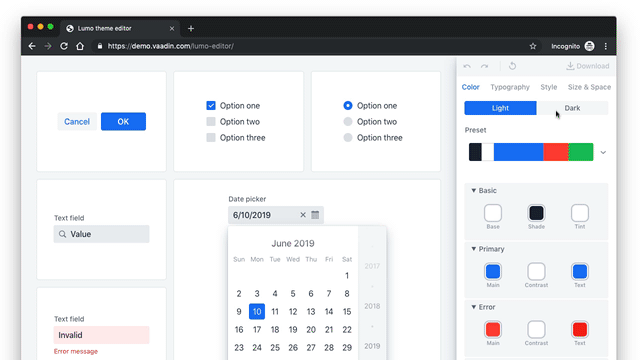 Lumo theme editor
https://demo.vaadin.com/lumo-editor/
Incognito
Download
Color Typography Style Size & Space
Light Dark
Preset
Cancel OK
Option one
Option two
Option three
Option one
Option two
Option three
Basic
Base Shade Tint
Primary
Main Contrast Text
Error
Main Contrast Text
Text field
Value
Text field
Invalid
Error message
Date picker
6/10/2019
June 2019
Sun Mon Tue Wed Thu Fri Sat
1
2 3 4 5 6 7 8
9 10 11 12 13 14 15
16 17 18 19 20 21 22
23 24 25 26 27 28 29
2017
2018
2019